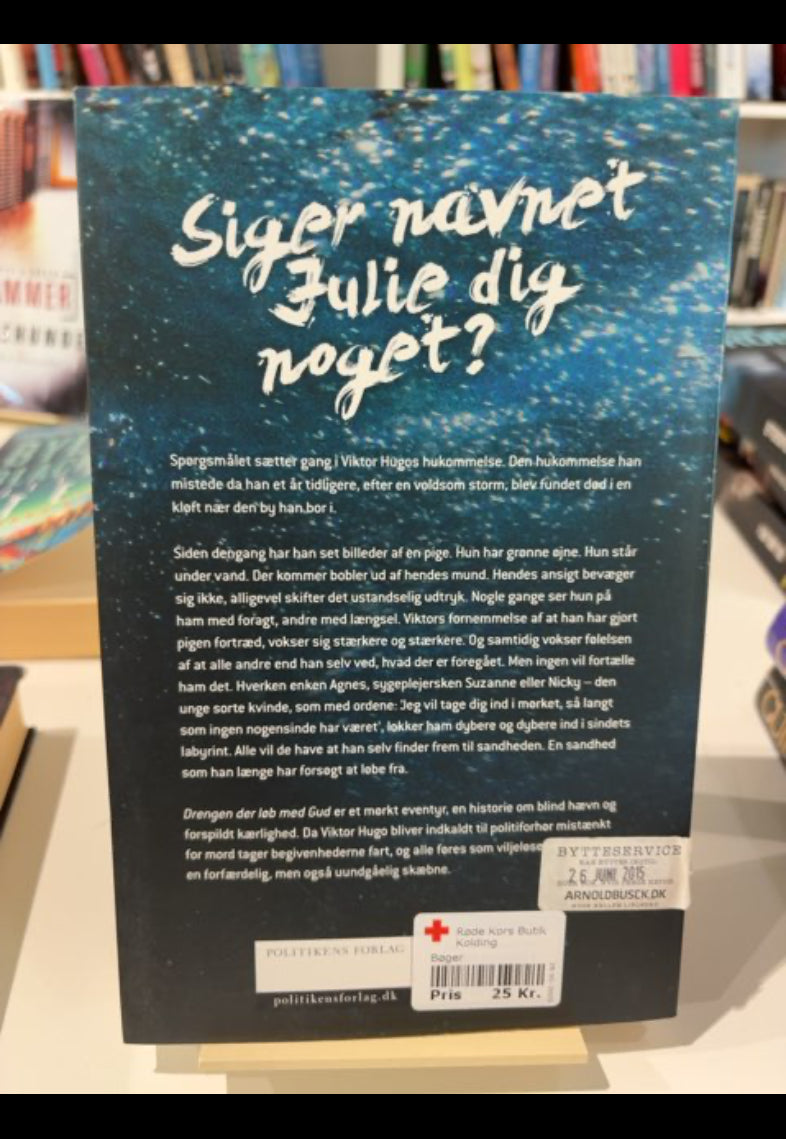 Siger navnet
Julie dig
noget?
Spørgsmålet sætter gang i Viktor Hugos hukommelse. Den hukommelse han
mistede da han et år tidligere, efter en voldsom storm, blev fundet død i en
kløft nær den by han bor i.
Siden dengang har han set billeder af en pige. Hun har grønne øjne. Hun står
under vand. Der kommer bobler ud af hendes mund. Hendes ansigt bevæger
sig ikke, alligevel skifter det ustandselig udtryk. Nogle gange ser hun på
ham med foragt, andre med længsel. Viktors fornemmelse af at han har gjort
pigen fortræd, vokser sig stærkere og stærkere. Og samtidig vokser følelsen
af at alle andre end han selv ved, hvad der er foregået. Men ingen vil fortælle
ham det. Hverken enken Agnes, sygeplejersken Suzanne eller Nicky – den
unge sorte kvinde, som med ordene: Jeg vil tage dig ind i mørket, så langt
som ingen nogensinde har været', lokker ham dybere og dybere ind i sindets
labyrint. Alle vil de have at han selv finder frem til sandheden. En sandhed
som han længe har forsøgt at løbe fra.
Drengen der løb med Gud er et mørkt eventyr, en historie om blind hævn og
forspildt kærlighed. Da Viktor Hugo bliver indkaldt til politiforhør mistænkt
for mord tager begivenhederne fart, og alle føres som viljeløse
en forfærdelig, men også uundgåelig skæbne.
BYTTESERVICE
26 JUNI 2015
ARNOLDBUSCK.DK
POLITIKENS FORLAG
politikensforlag.dk
Røde Kors Butik
Kolding
Bøger
Pris 25 Kr.
AMMER